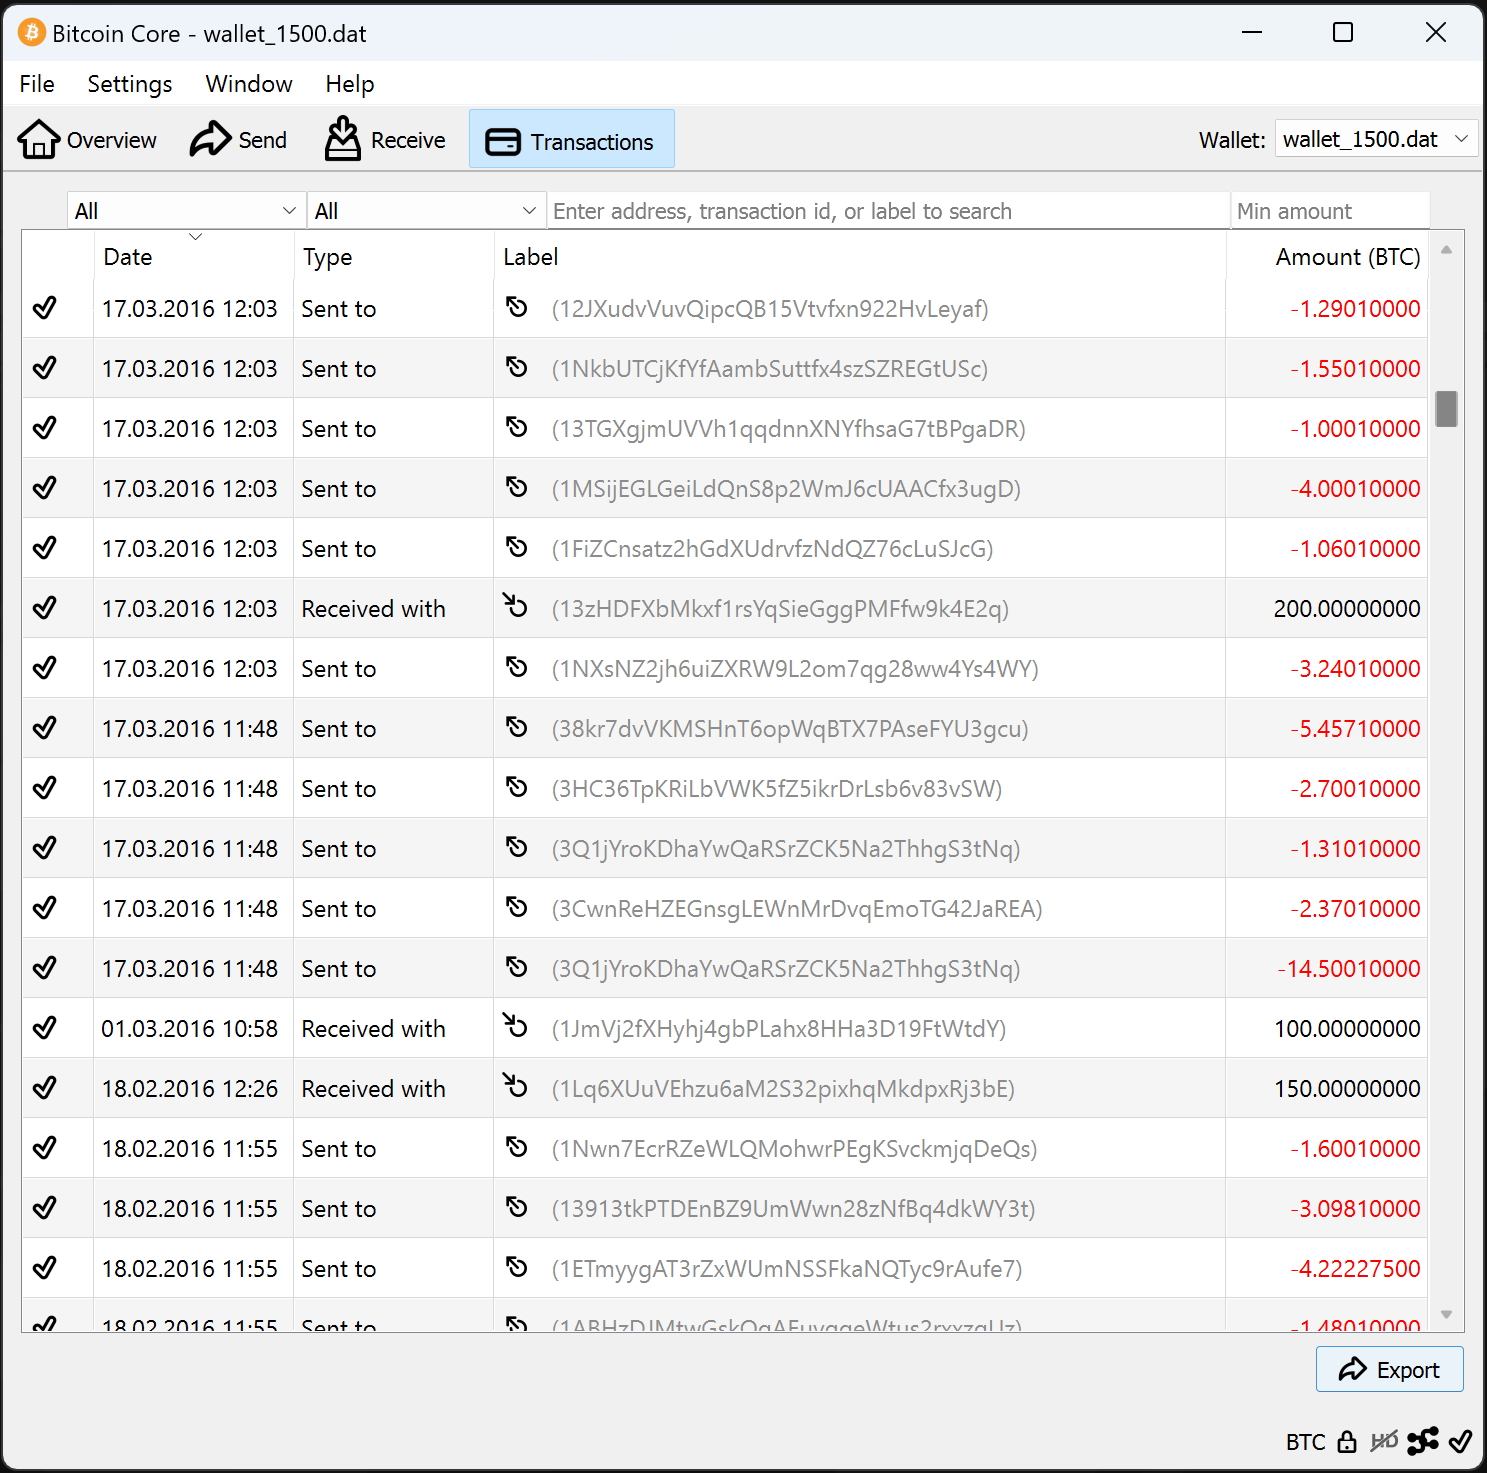 Bitcoin Core - wallet_1500.dat
File Settings Window Help
Overview Send Receive Transactions Wallet: wallet_1500.dat
All All Enter address, transaction id, or label to search Min amount
Date Type Label Amount (BTC)
17.03.2016 12:03 Sent to (12JXudvVuvQipcQB15Vtvfxn922HvLeyaf) -1.29010000
17.03.2016 12:03 Sent to (1NkbUTCjKfYfAambSuttfx4szSZREGtUSc) -1.55010000
17.03.2016 12:03 Sent to (13TGXgjmUVVh1qqdnnXNYfhsaG7tBPgaDR) -1.00010000
17.03.2016 12:03 Sent to (1MSijEGLGeiLdQnS8p2WmJ6cUAACfx3ugD) -4.00010000
17.03.2016 12:03 Sent to (1FiZCnsatz2hGdXUdrvfzNdQZ76cLuSJcG) -1.06010000
17.03.2016 12:03 Received with (13zHDFXbMkxf1rsYqSieGggPMFfw9k4E2q) 200.00000000
17.03.2016 12:03 Sent to (1NXsNZ2jh6uiZXRW9L2om7qg28ww4Ys4WY) -3.24010000
17.03.2016 11:48 Sent to (38kr7dvVKMSHnT6opWqBTX7PAseFYU3gcu) -5.45710000
17.03.2016 11:48 Sent to (3HC36TpKRiLbVWK5fZ5ikrDrLsb6v83vSW) -2.70010000
17.03.2016 11:48 Sent to (3Q1jYroKDhaYwQaRSrZCK5Na2ThhgS3tNq) -1.31010000
17.03.2016 11:48 Sent to (3CwnReHZEGnsgLEWnMrDvqEmoTG42JaREA) -2.37010000
17.03.2016 11:48 Sent to (3Q1jYroKDhaYwQaRSrZCK5Na2ThhgS3tNq) -14.50010000
01.03.2016 10:58 Received with (1JmVj2fXHyhj4gbPLahx8HHa3D19FtWtdY) 100.00000000
18.02.2016 12:26 Received with (1Lq6XUuVEhzu6aM2S32pixhqMkdpxRj3bE) 150.00000000
18.02.2016 11:55 Sent to (1Nwn7EcrRZeWLQMohwrPEgKSvckmjqDeQs) -1.60010000
18.02.2016 11:55 Sent to (13913tkPTDEnBZ9UmWwn28zNfBq4dkWY3t) -3.09810000
18.02.2016 11:55 Sent to (1ETmyygAT3rZxWUmNSSFkaNQTyc9rAufe7) -4.22227500
18.02.2016 11:55 Sent to -1.48010000
Export
BTC HD